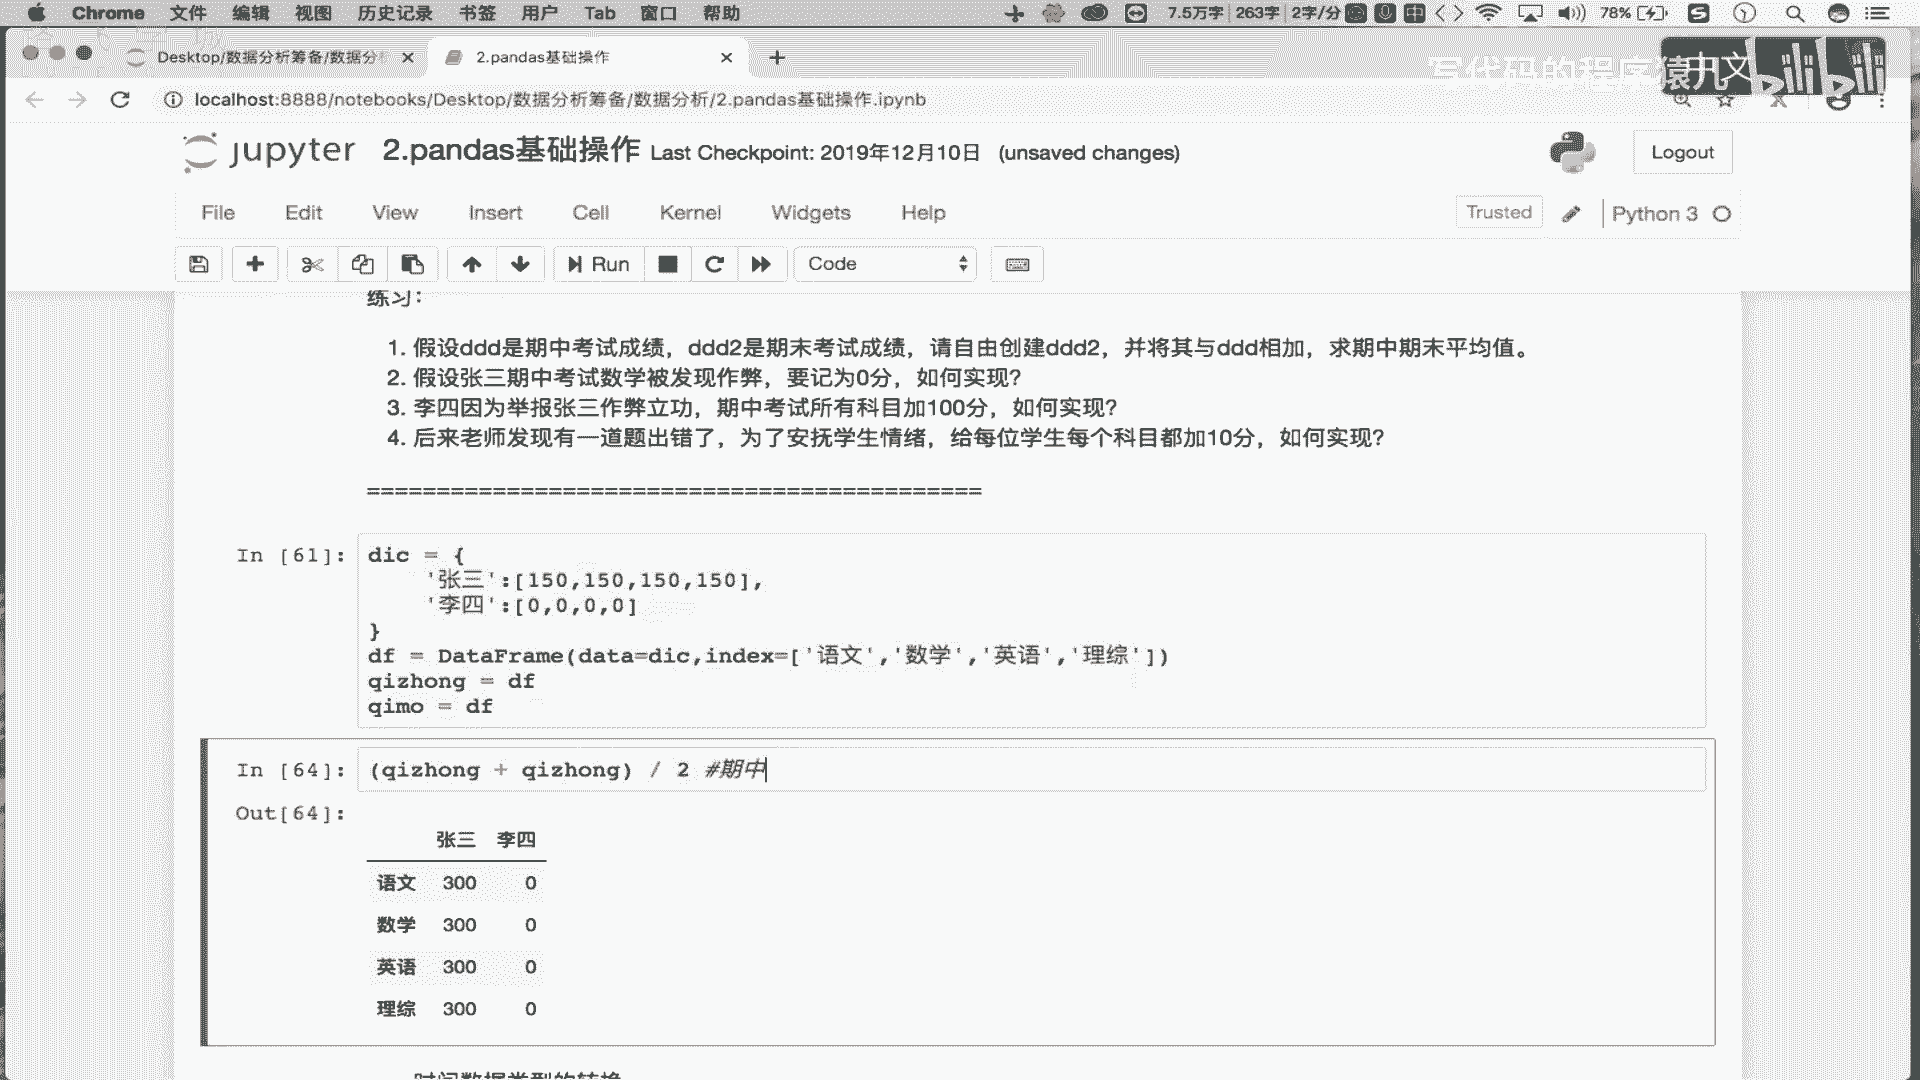 Chrome 文件 编辑 视图 历史记录 书签 用户 Tab 窗口 帮助 7.5万字 263字 2字/分 中 78%
Desktop/数据分析筹备/数据分析 2.pandas基础操作
写代码的程序猿九 中文 bilibili
localhost:8888/notebooks/Desktop/数据分析筹备/数据分析/2.pandas基础操作.ipynb
jupyter 2.pandas基础操作 Last Checkpoint: 2019年12月10日 (unsaved changes) Logout
File Edit View Insert Cell Kernel Widgets Help Trusted Python 3
Run Code
练习：
1. 假设ddd是期中考试成绩，ddd2是期末考试成绩，请自由创建ddd2，并将其与ddd相加，求期中期末平均值。
2. 假设张三期中考试数学被发现作弊，要记为0分，如何实现？
3. 李四因为举报张三作弊立功，期中考试所有科目加100分，如何实现？
4. 后来老师发现有一道题出错了，为了安抚学生情绪，给每位学生每个科目都加10分，如何实现？
============================================
In [61]: dic = {
'张三':[150,150,150,150],
'李四':[0,0,0,0]
}
df = DataFrame(data=dic,index=['语文','数学','英语','理综'])
qizhong = df
qimo = df
In [64]: (qizhong + qizhong) / 2 #期中
Out[64]:
张三 李四
语文 300 0
数学 300 0
英语 300 0
理综 300 0
时间数据类型的转换